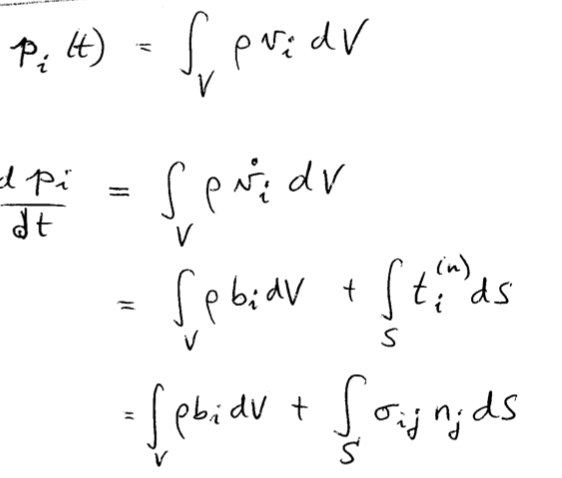 p_i (t) = ∫_V ρ v_i dV
d p_i / dt = ∫_V ρ v̇_i dV
= ∫_V ρ b_i dV + ∫_S t_i^(n) dS
= ∫_V ρ b_i dV + ∫_S σ_ij n_j dS